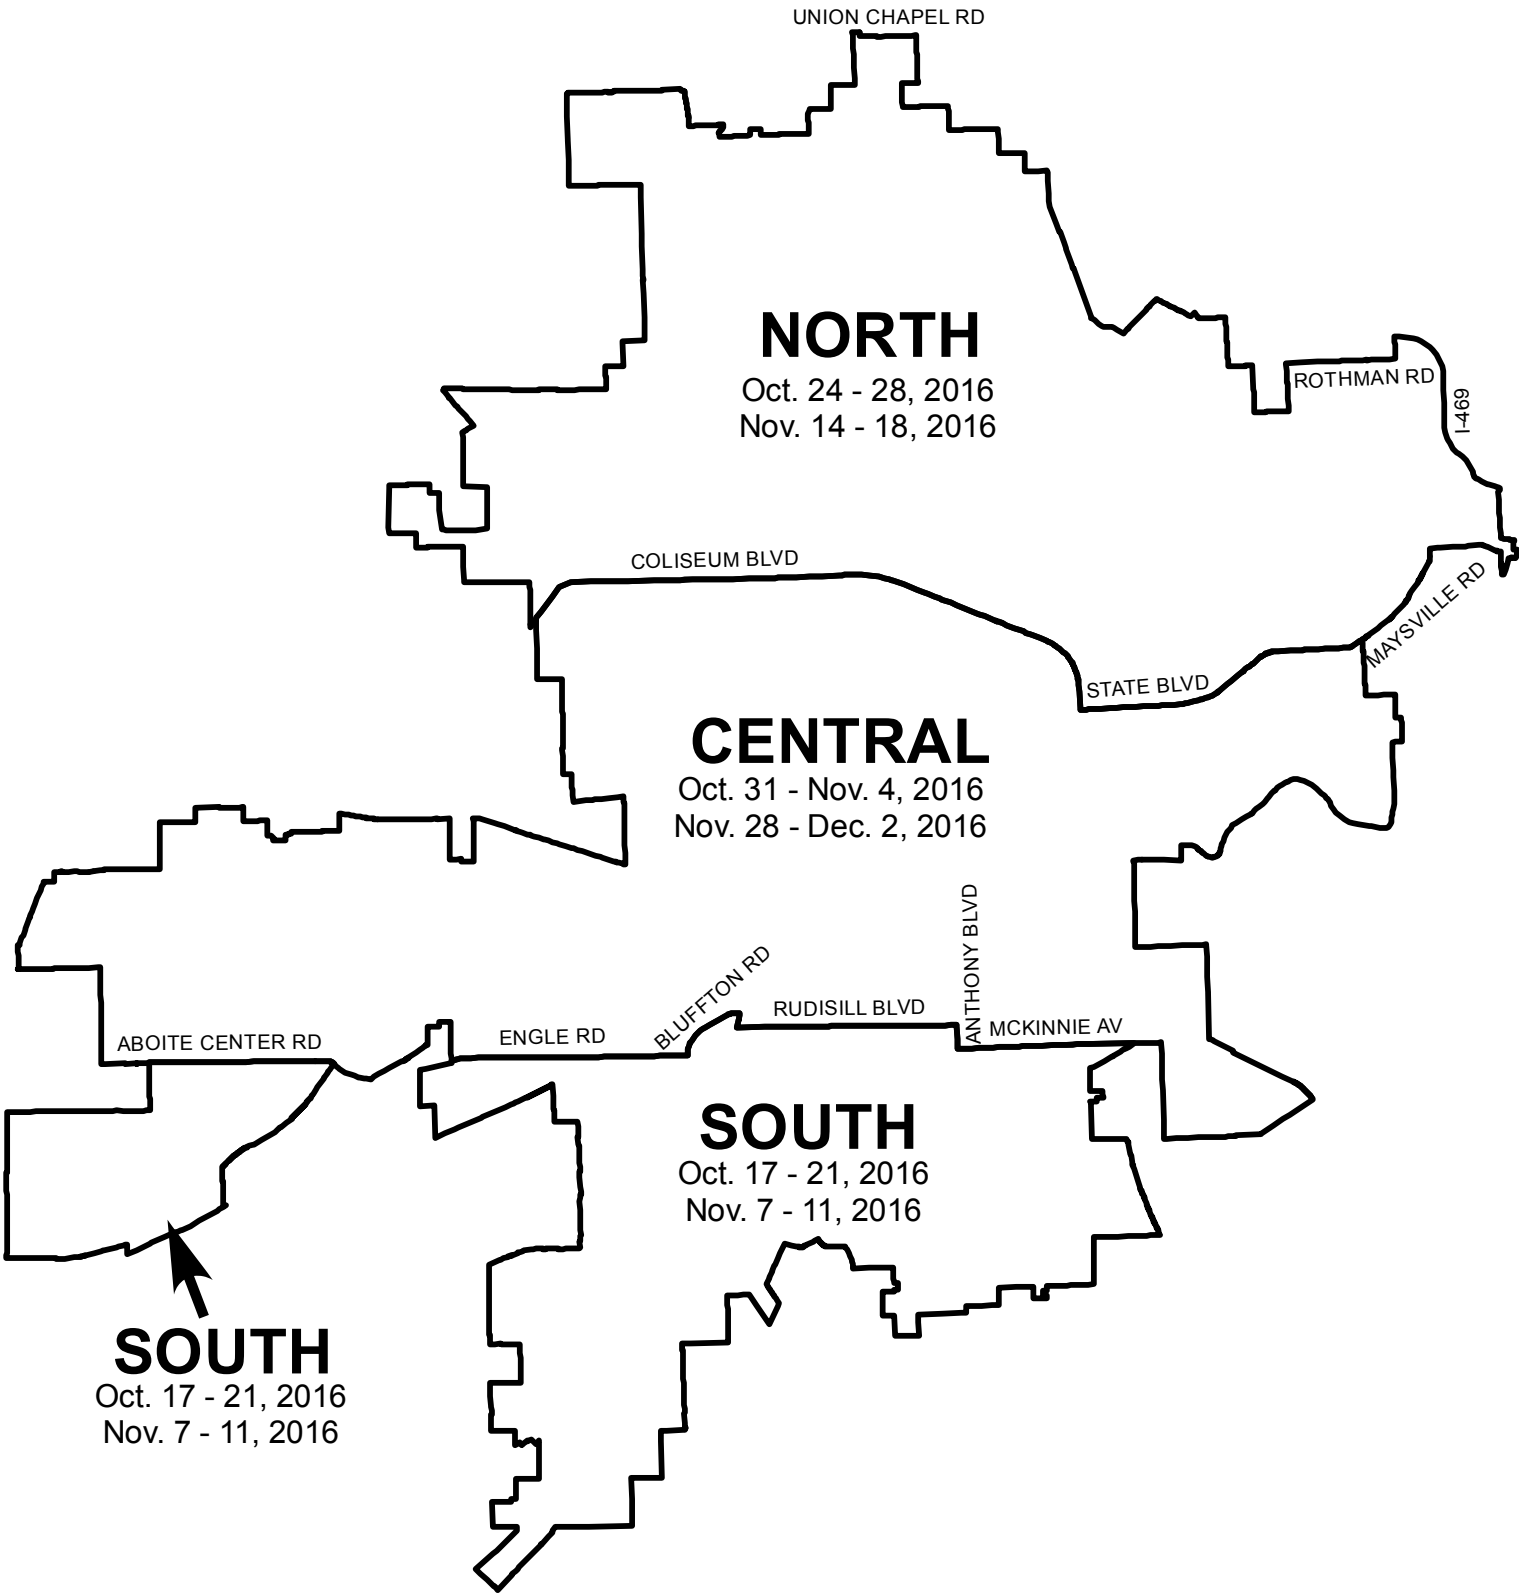 UNION CHAPEL RD
NORTH
Oct. 24 - 28, 2016
Nov. 14 - 18, 2016
ROTHMAN RD
I-469
COLISEUM BLVD
MAYSVILLE RD
STATE BLVD
CENTRAL
Oct. 31 - Nov. 4, 2016
Nov. 28 - Dec. 2, 2016
ANTHONY BLVD
BLUFFTON RD
RUDISILL BLVD
MCKINNIE AV
ENGLE RD
ABOITE CENTER RD
SOUTH
Oct. 17 - 21, 2016
Nov. 7 - 11, 2016
SOUTH
Oct. 17 - 21, 2016
Nov. 7 - 11, 2016